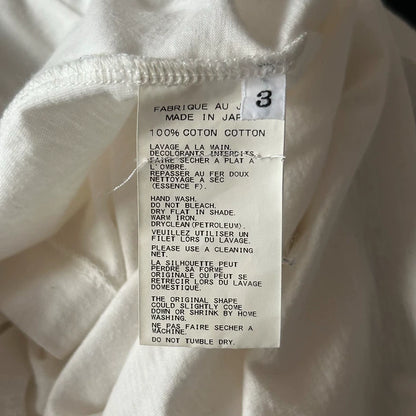 3
FABRIQUE AU J
MADE IN JAP
100% COTON COTTON
LAVAGE A LA MAIN.
DECOLORANTS INTERDITS.
FAIRE SECHER A PLAT A
L'OMBRE.
REPASSER AU FER DOUX
NETTOYAGE A SEC
(ESSENCE F).
HAND WASH.
DO NOT BLEACH.
DRY FLAT IN SHADE.
WARM IRON.
DRYCLEAN(PETROLEUM).
VEUILLEZ UTILISER UN
FILET LORS DU LAVAGE.
PLEASE USE A CLEANING
NET.
LA SILHOUETTE PEUT
PERDRE SA FORME
ORIGINALE OU PEUT SE
RETRECIR LORS DU LAVAGE
DOMESTIQUE.
THE ORIGINAL SHAPE
COULD SLIGHTLY COME
DOWN OR SHRINK BY HOME
WASHING.
NE PAS FAIRE SECHER A
MACHINE.
DO NOT TUMBLE DRY.